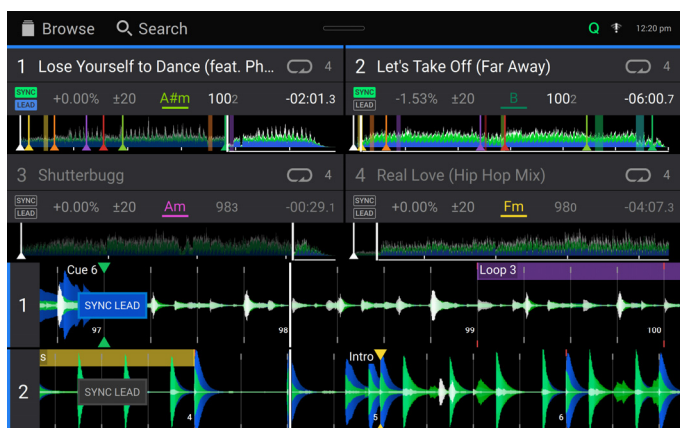 Browse Search Q 12:20 pm
1 Lose Yourself to Dance (feat. Ph... 4
SYNC LEAD +0.00% ±20 A#m 1002 -02:01.3
2 Let's Take Off (Far Away) 4
SYNC LEAD -1.53% ±20 B 1002 -06:00.7
3 Shutterbugg 4
SYNC LEAD +0.00% ±20 Am 983 -00:29.1
4 Real Love (Hip Hop Mix) 4
SYNC LEAD +0.00% ±20 Fm 980 -04:07.3
Cue 6 Loop 3
1 SYNC LEAD
97 98 99 100
s Intro
2 SYNC LEAD
4 5 6